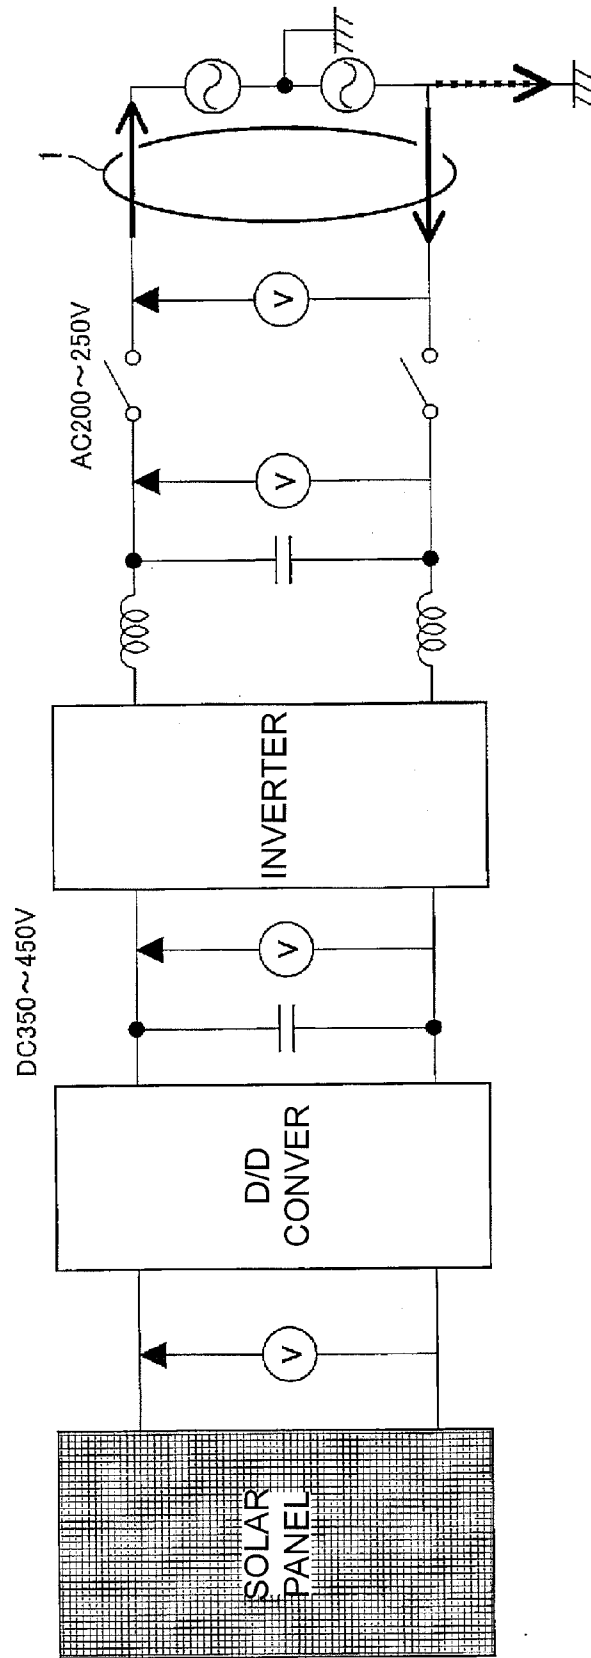 SOLAR
PANEL
V
D/D
CONVER
DC350~450V
V
INVERTER
V
AC200~250V
V
1